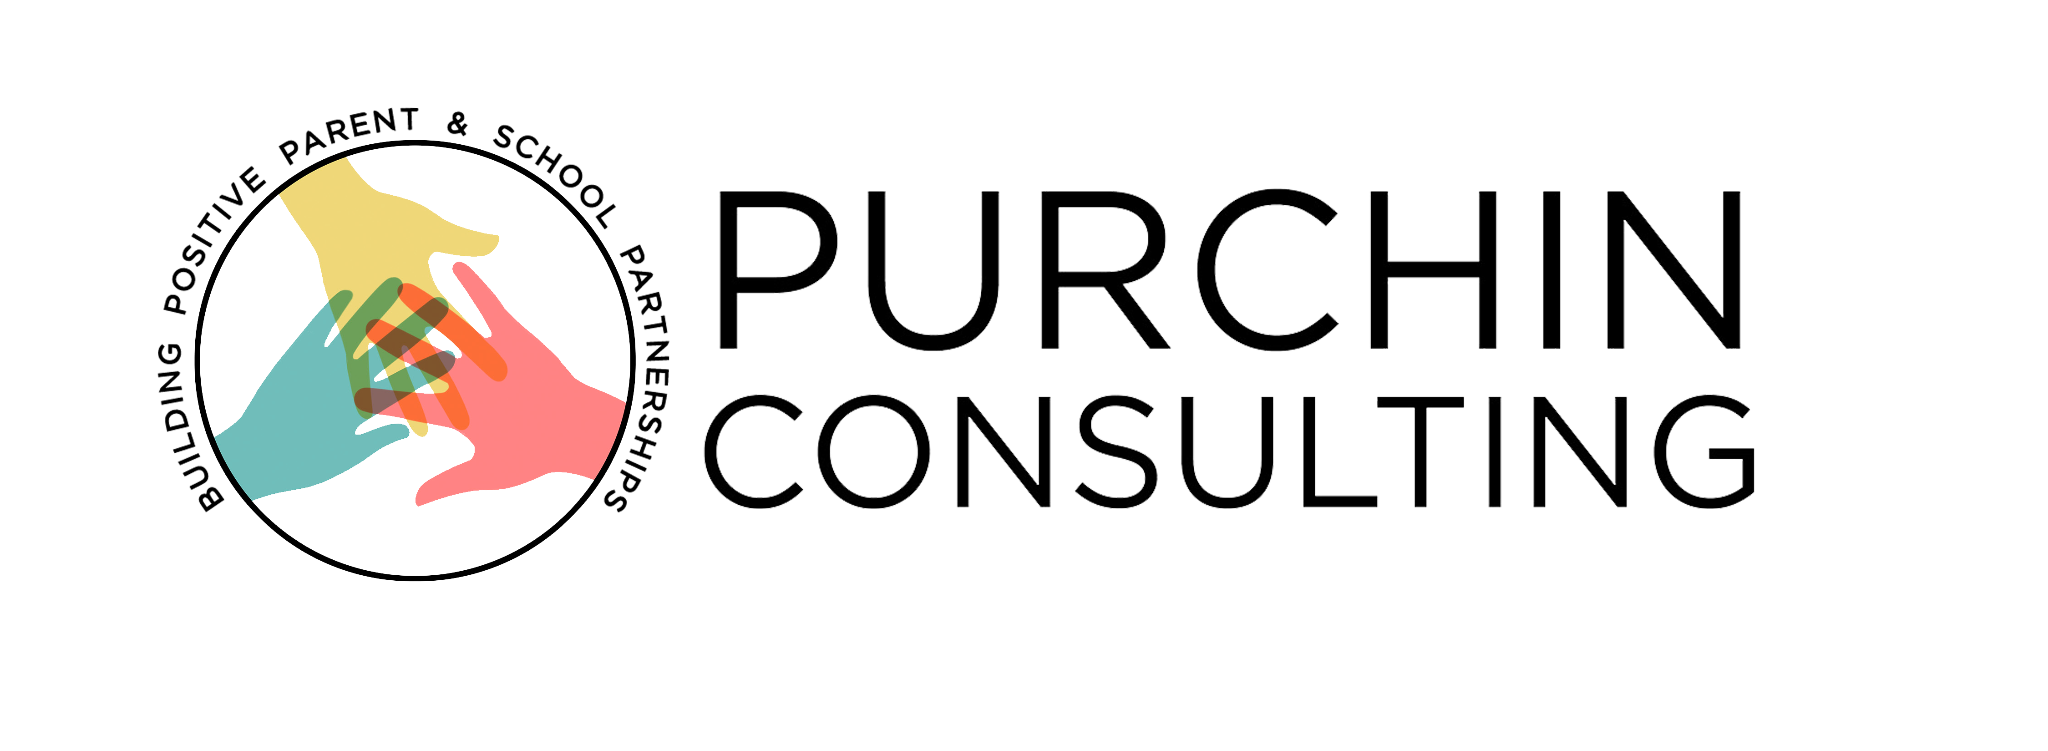 BUILDING POSITIVE PARENT & SCHOOL PARTNERSHIPS
PURCHIN
CONSULTING